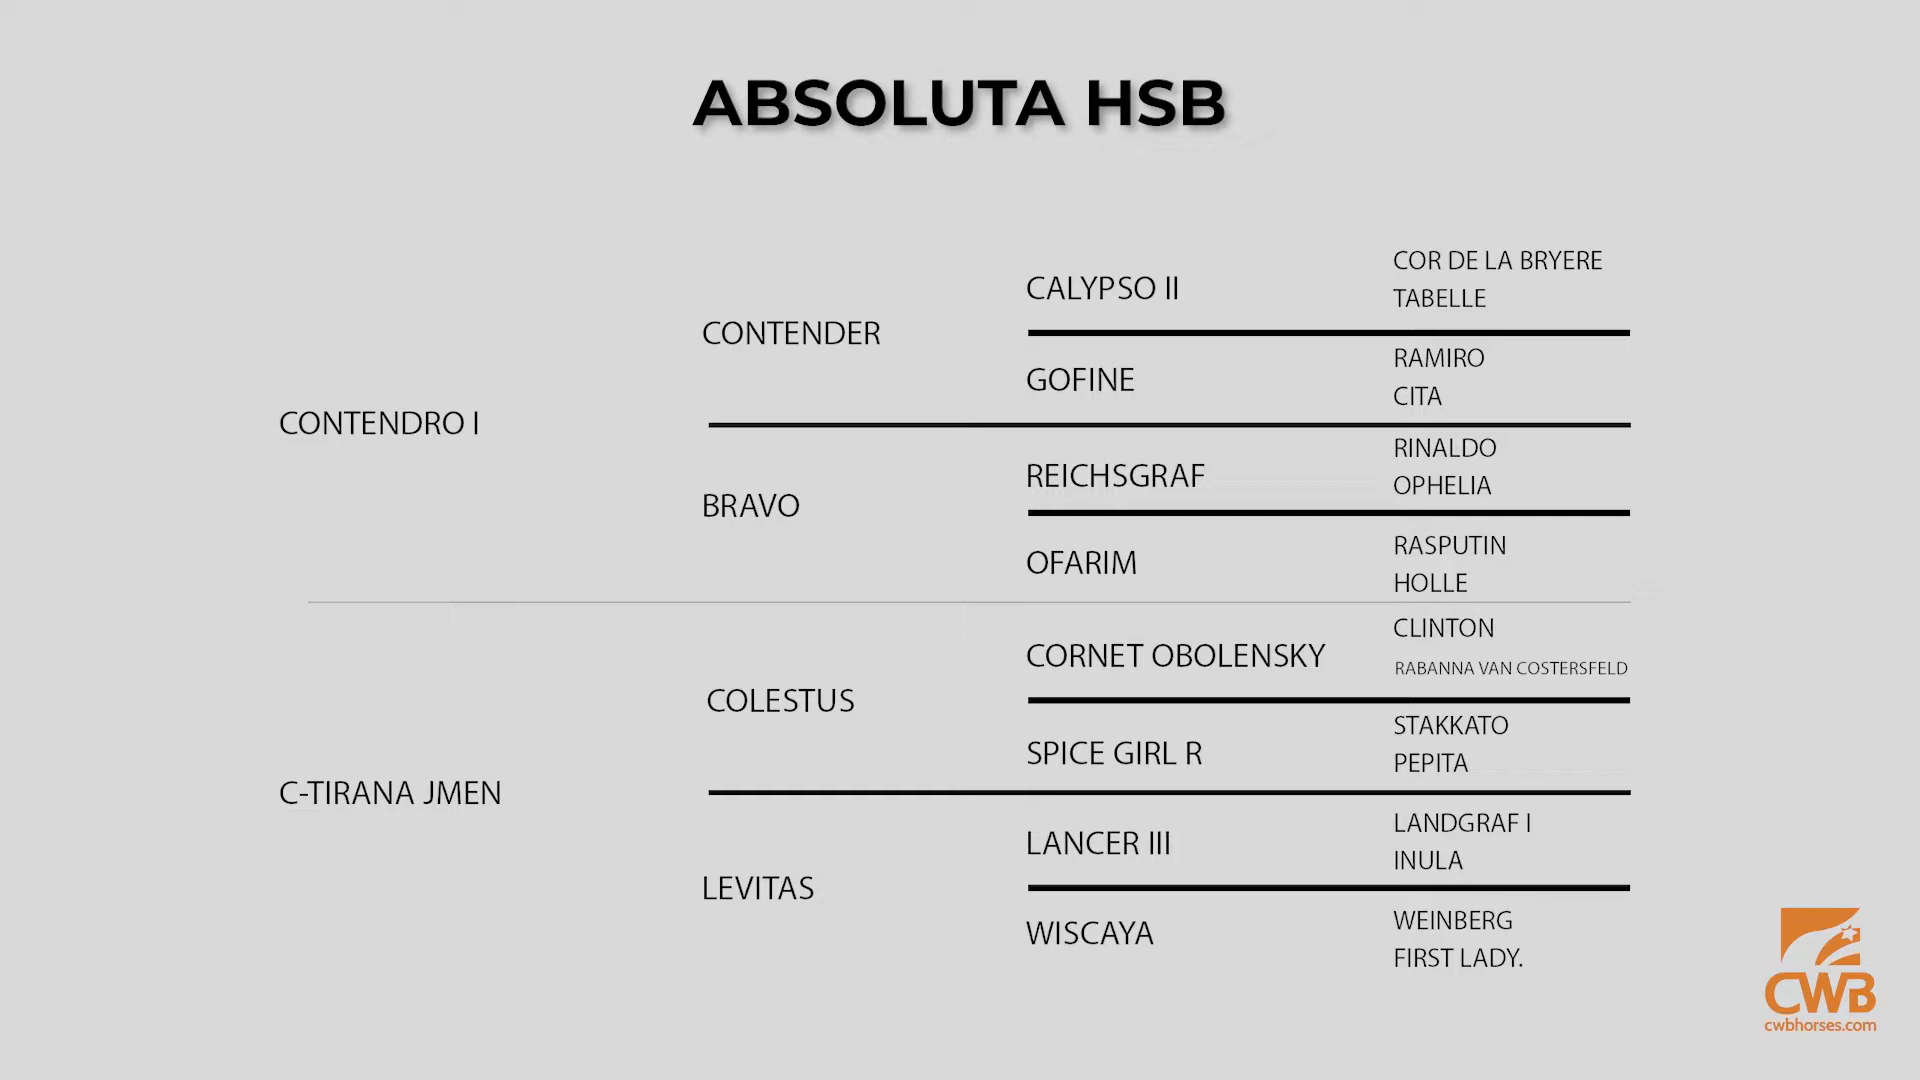 ABSOLUTA HSB
COR DE LA BRYERE
CALYPSO II
TABELLE
CONTENDER
RAMIRO
GOFINE
CITA
CONTENDRO I
RINALDO
REICHSGRAF
OPHELIA
BRAVO
RASPUTIN
OFARIM
HOLLE
CLINTON
CORNET OBOLENSKY
RABANNA VAN COSTERSFELD
COLESTUS
STAKKATO
SPICE GIRL R
PEPITA
C-TIRANA JMEN
LANDGRAF I
LANCER III
INULA
LEVITAS
WEINBERG
WISCAYA
FIRST LADY.
CWB
cwbhorses.com